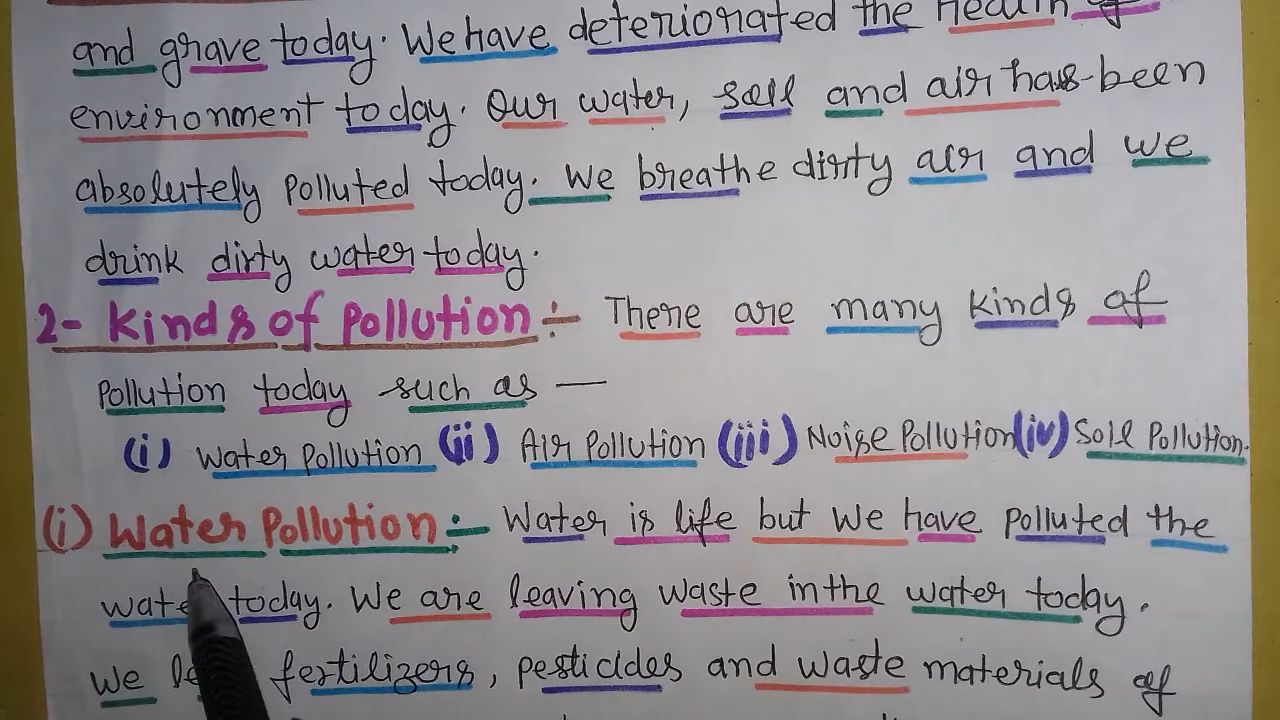 and grave today. We have deteriorated the Health of
environment today. Our water, soil and air has been
absolutely polluted today. We breathe dirty air and we
drink dirty water today.
2- Kinds of Pollution :- There are many kinds of
Pollution today such as —
(i) Water Pollution (ii) Air Pollution (iii) Noise Pollution (iv) Soil Pollution.
(i) Water Pollution :- Water is life but we have polluted the
water today. We are leaving waste in the water today.
We fertilizers, pesticides and waste materials of